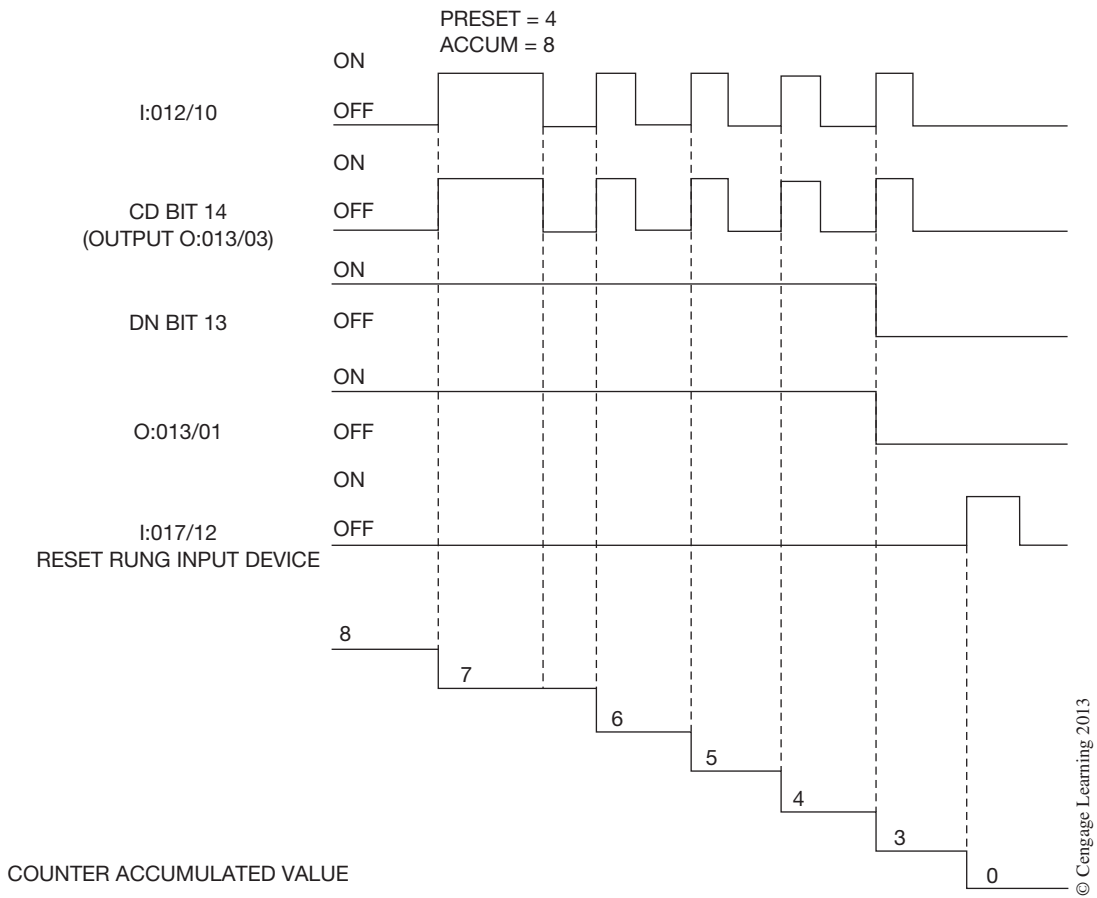 PRESET = 4
ACCUM = 8
ON
I:012/10
OFF
ON
CD BIT 14
(OUTPUT O:013/03)
OFF
ON
DN BIT 13
OFF
ON
O:013/01
OFF
ON
I:017/12
RESET RUNG INPUT DEVICE
OFF
8
7
6
5
4
3
0
COUNTER ACCUMULATED VALUE
© Cengage Learning 2013